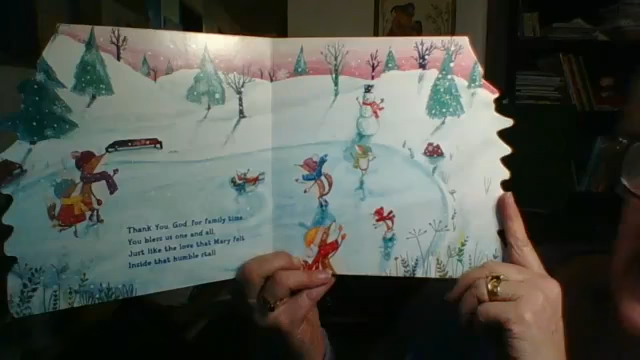 Thank You, God, for family time.
You bless us one and all,
Just like the love that Mary felt
Inside that humble stall.